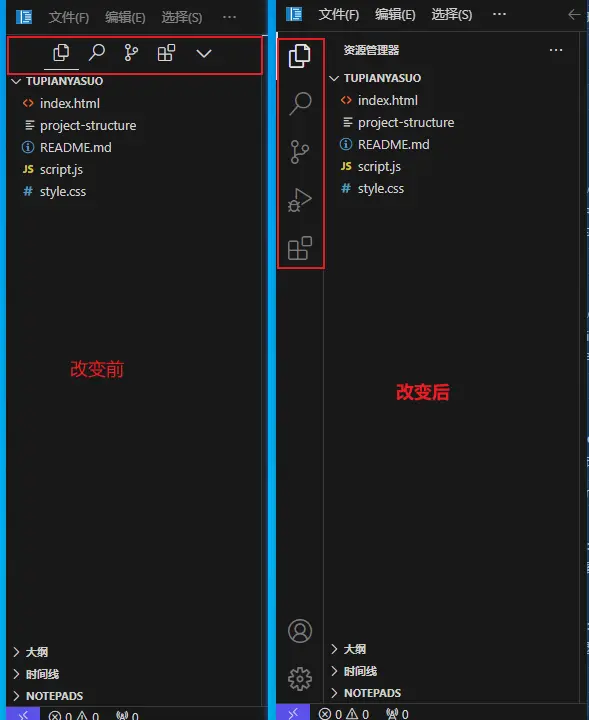 文件(F) 编辑(E) 选择(S) ···
TUPIANYASUO
<> index.html
project-structure
README.md
JS script.js
# style.css
改变前
大纲
时间线
NOTEPADS
0 0 0
文件(F) 编辑(E) 选择(S) ···
资源管理器 ···
TUPIANYASUO
<> index.html
project-structure
README.md
JS script.js
# style.css
改变后
大纲
时间线
NOTEPADS
0 0 0